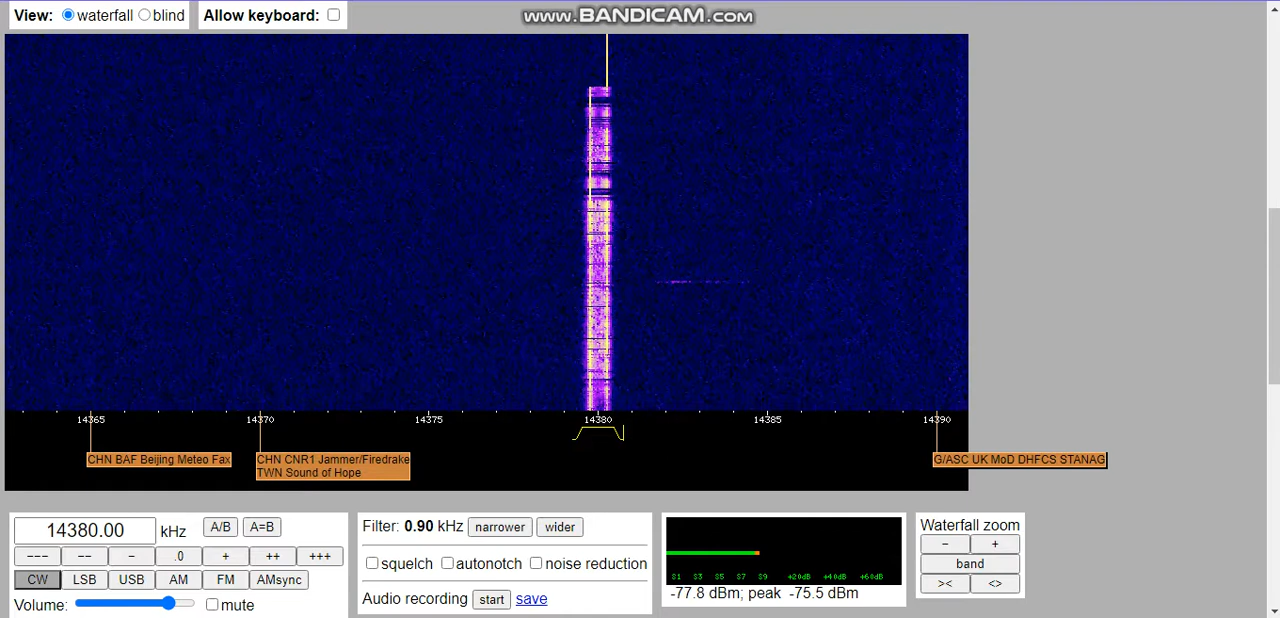 View: waterfall blind Allow keyboard: www.BANDICAM.com
14365 14370 14375 14380 14385 14390
CHN BAF Beijing Meteo Fax
CHN CNR1 Jammer/Firedrake
TWN Sound of Hope
G/ASC UK MoD DHFCS STANAG
14380.00 kHz A/B A=B
--- -- - .0 + ++ +++
CW LSB USB AM FM AMsync
Volume: mute
Filter: 0.90 kHz narrower wider
squelch autonotch noise reduction
Audio recording start save
S1 S3 S5 S7 S9 +20dB +40dB +60dB
-77.8 dBm; peak -75.5 dBm
Waterfall zoom
- +
band
>< <>